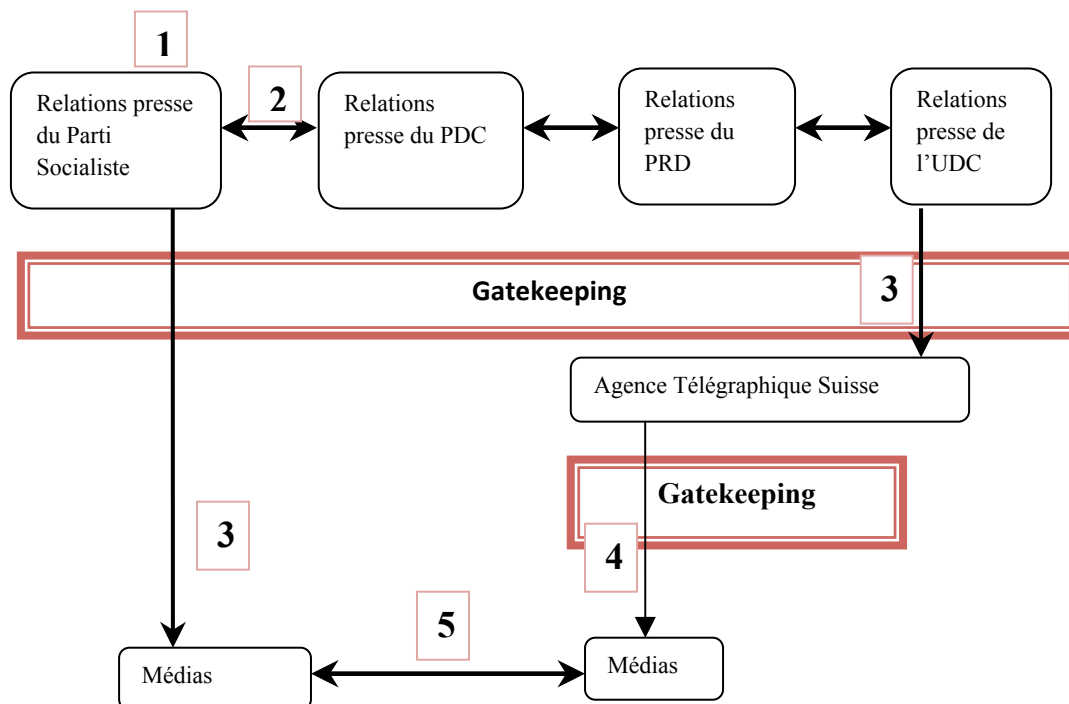 1
Relations presse
du Parti
Socialiste
2
Relations
presse du PDC
Relations
presse du
PRD
Relations
presse de
l’UDC
Gatekeeping
3
Agence Télégraphique Suisse
Gatekeeping
3
4
5
Médias
Médias